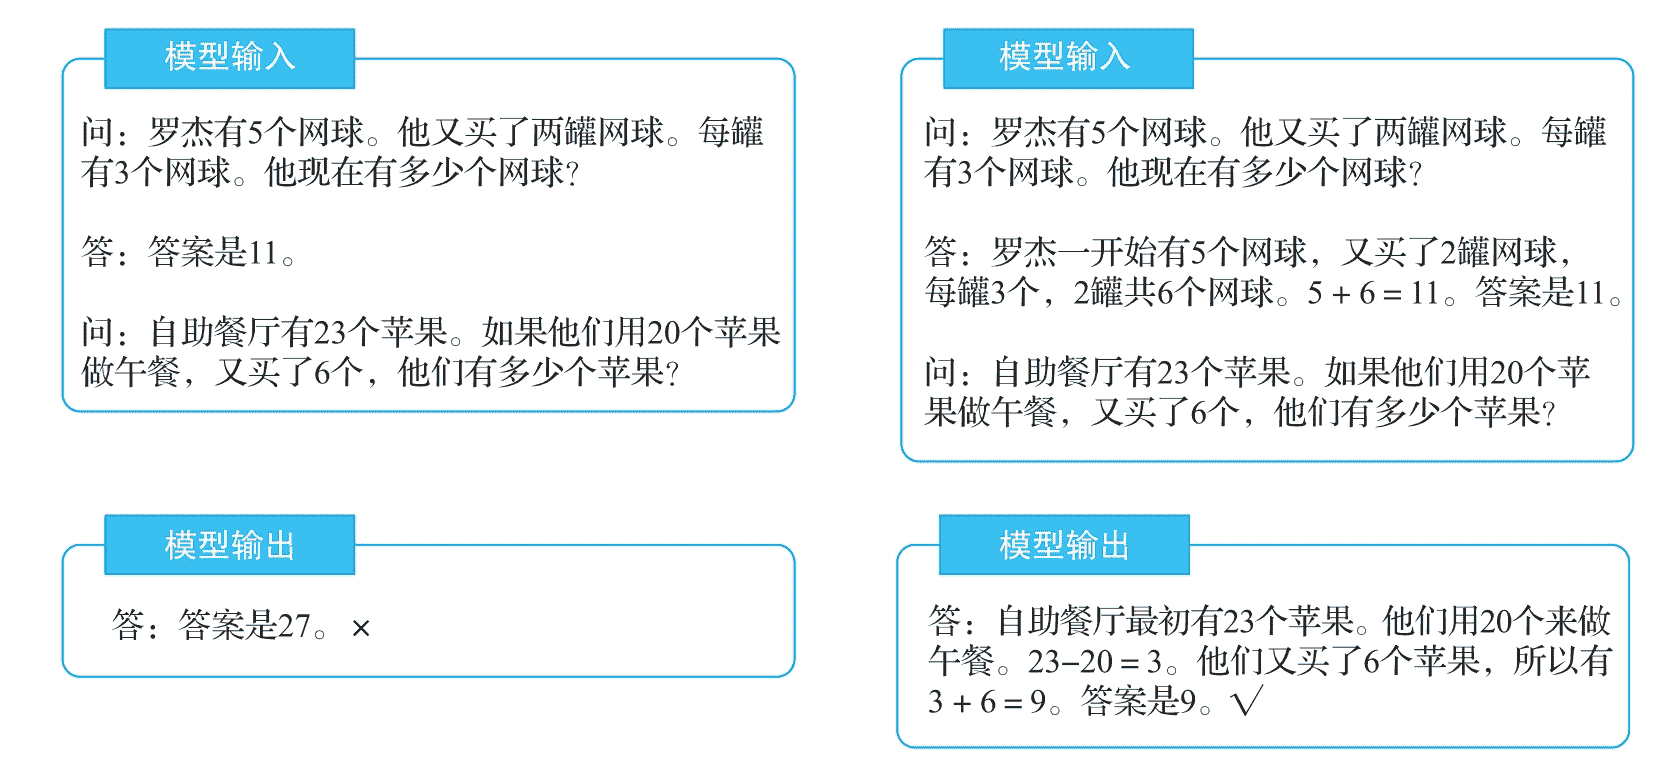 模型输入
问：罗杰有5个网球。他又买了两罐网球。每罐
有3个网球。他现在有多少个网球？
答：答案是11。
问：自助餐厅有23个苹果。如果他们用20个苹果
做午餐，又买了6个，他们有多少个苹果？
模型输出
答：答案是27。×
模型输入
问：罗杰有5个网球。他又买了两罐网球。每罐
有3个网球。他现在有多少个网球？
答：罗杰一开始有5个网球，又买了2罐网球，
每罐3个，2罐共6个网球。5 + 6 = 11。答案是11。
问：自助餐厅有23个苹果。如果他们用20个苹
果做午餐，又买了6个，他们有多少个苹果？
模型输出
答：自助餐厅最初有23个苹果。他们用20个来做
午餐。23–20 = 3。他们又买了6个苹果，所以有
3 + 6 = 9。答案是9。√